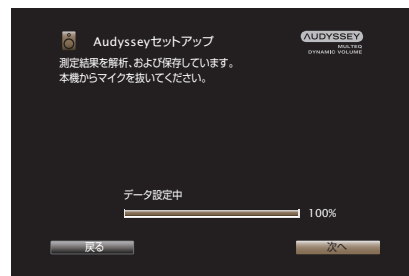 Audysseyセットアップ
AUDYSSEY
MULTEQ
DYNAMIC VOLUME
測定結果を解析、および保存しています。
本機からマイクを抜いてください。
データ設定中
100%
戻る
次へ